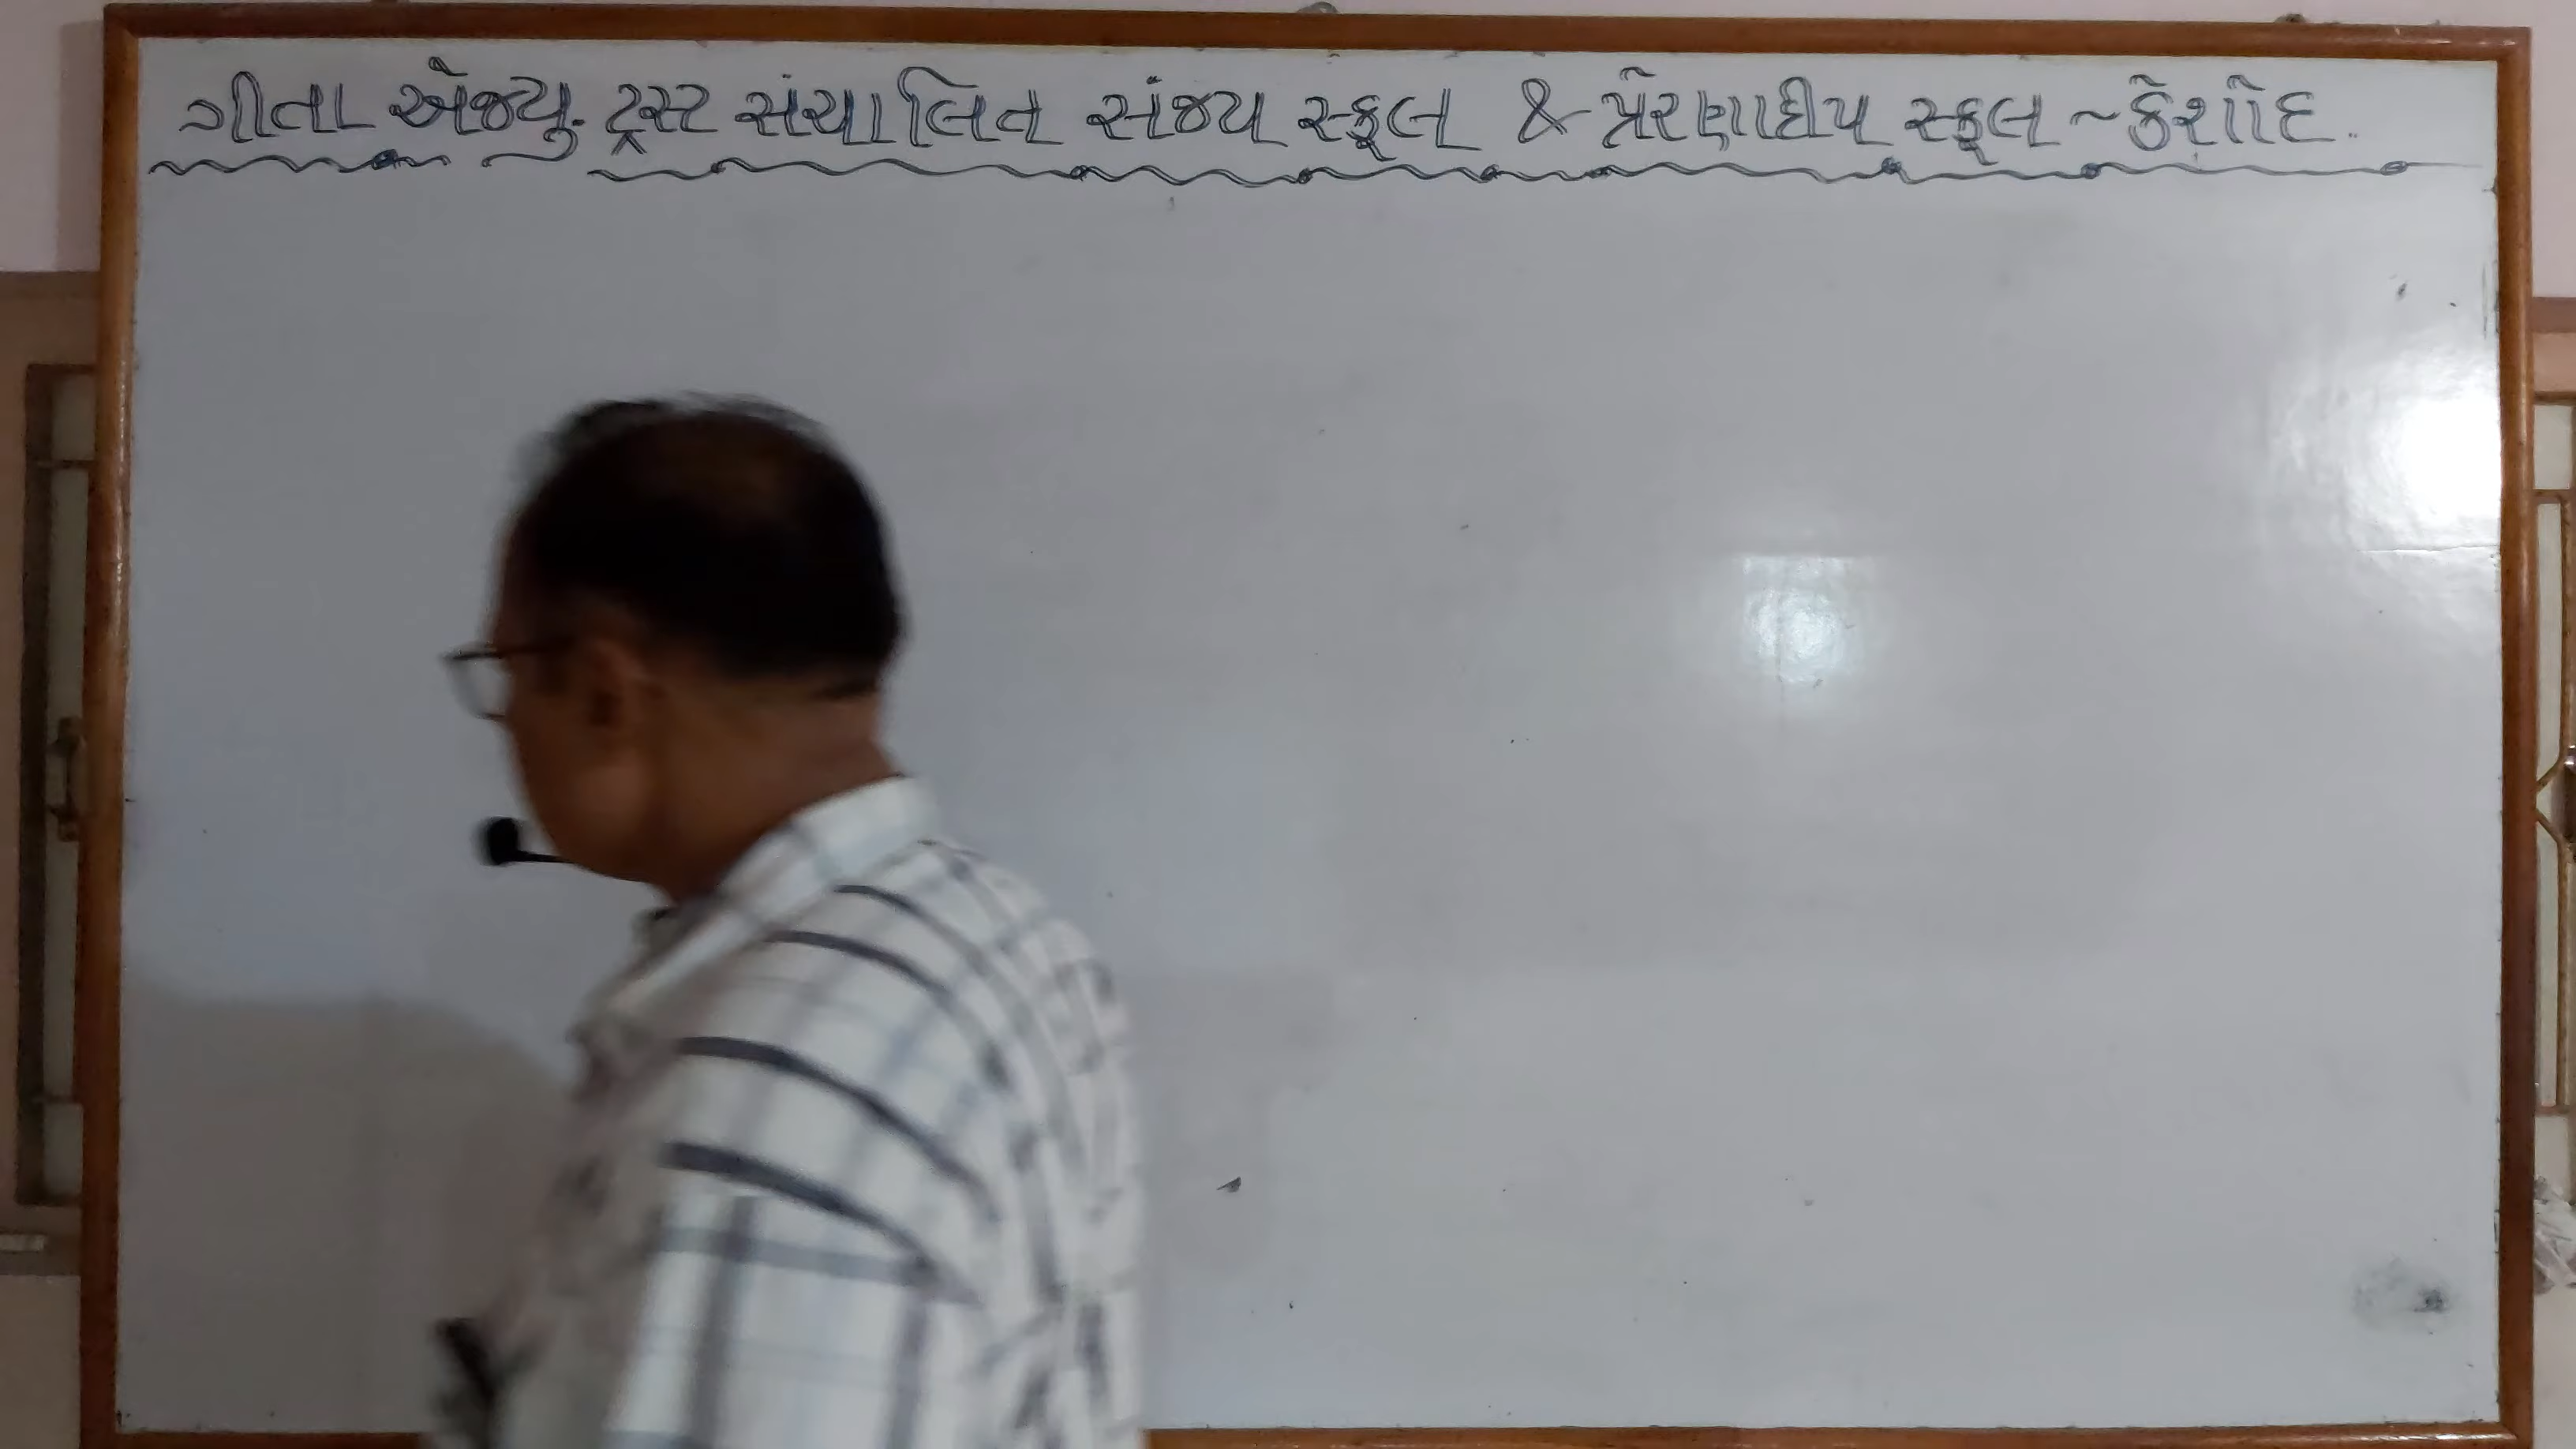 ગીતા એજ્યુ. ટ્રસ્ટ સંચાલિત સંજય સ્કૂલ & પ્રેરણાદીપ સ્કૂલ ~ કેશોદ.